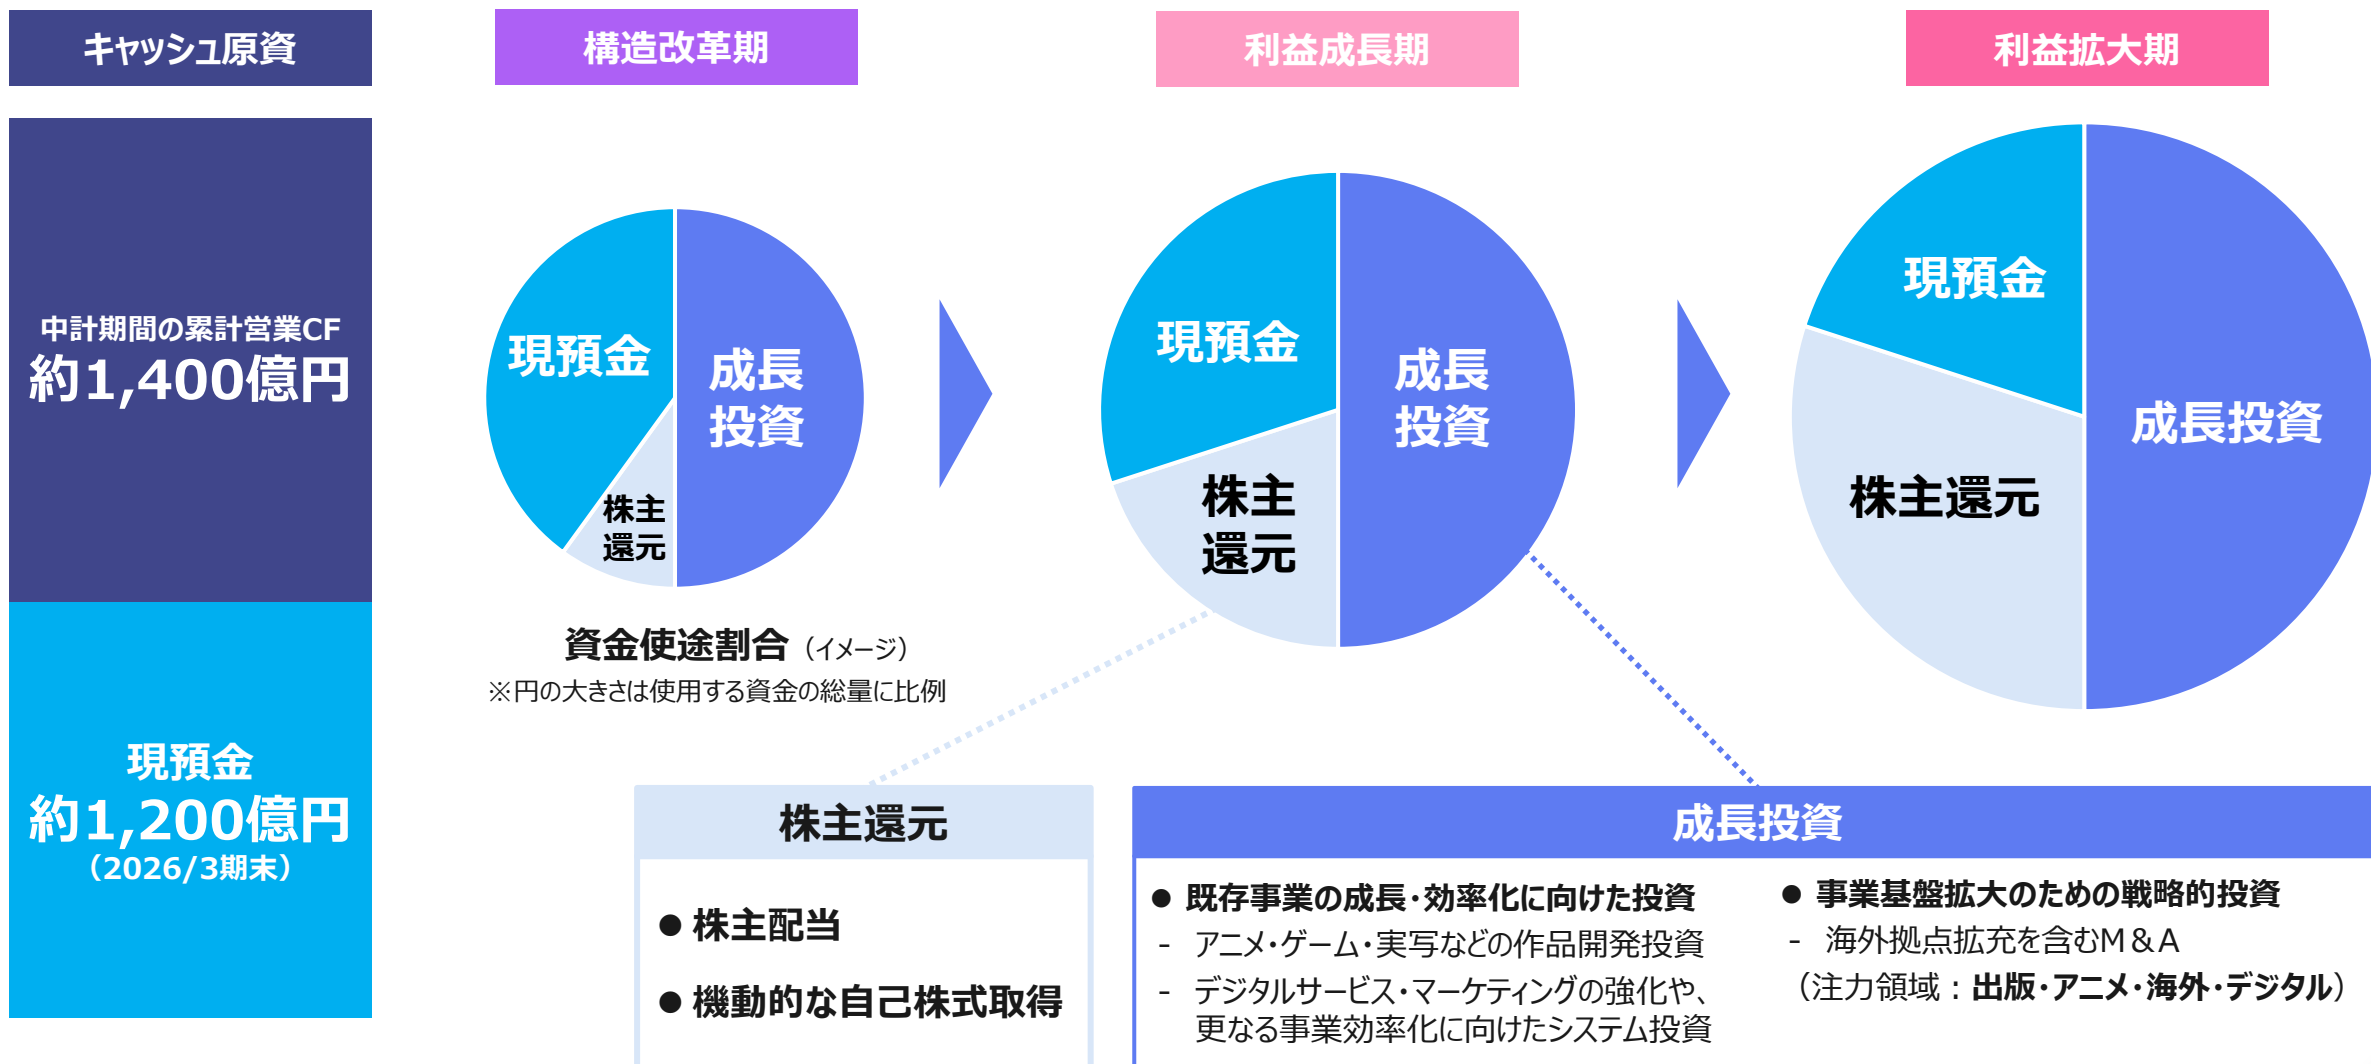 キャッシュ原資
構造改革期
利益成長期
利益拡大期
中計期間の累計営業CF
約1,400億円
現預金
約1,200億円
（2026/3期末）
現預金
成長
投資
株主
還元
現預金
成長
投資
株主
還元
現預金
成長投資
株主還元
資金使途割合（イメージ）
※円の大きさは使用する資金の総量に比例
株主還元
● 株主配当
● 機動的な自己株式取得
成長投資
● 既存事業の成長・効率化に向けた投資
- アニメ・ゲーム・実写などの作品開発投資
- デジタルサービス・マーケティングの強化や、
更なる事業効率化に向けたシステム投資
● 事業基盤拡大のための戦略的投資
- 海外拠点拡充を含むM＆A
（注力領域：出版・アニメ・海外・デジタル）